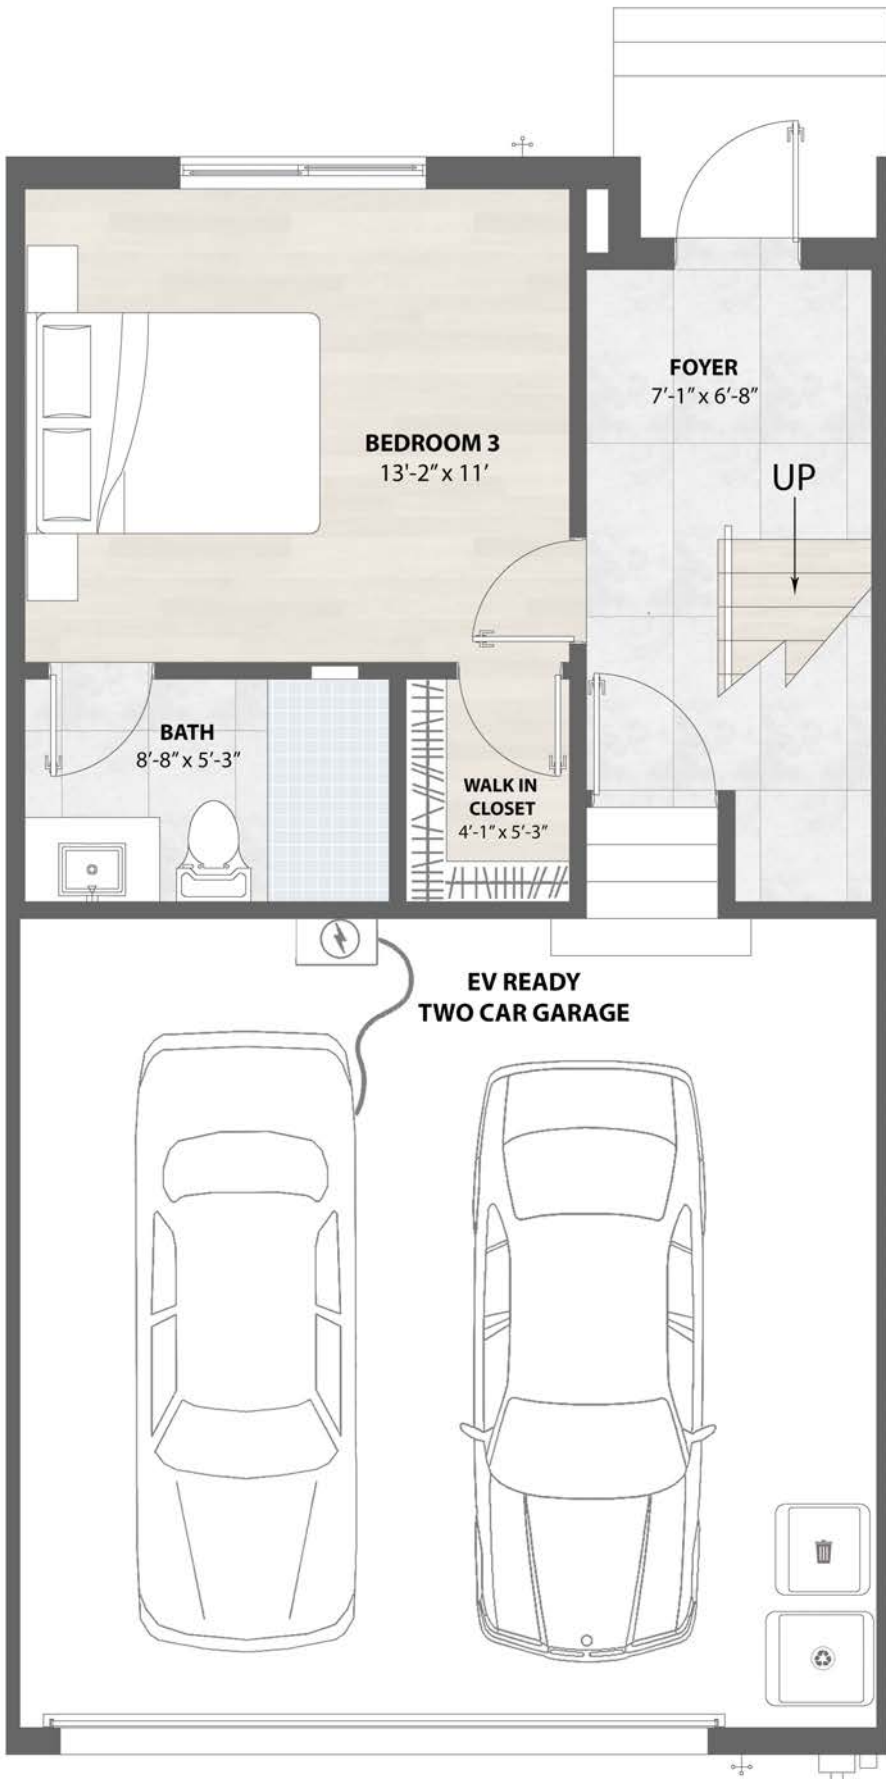 FOYER
7'-1" x 6'-8"
BEDROOM 3
13'-2" x 11'
UP
BATH
8'-8" x 5'-3"
WALK IN
CLOSET
4'-1" x 5'-3"
EV READY
TWO CAR GARAGE